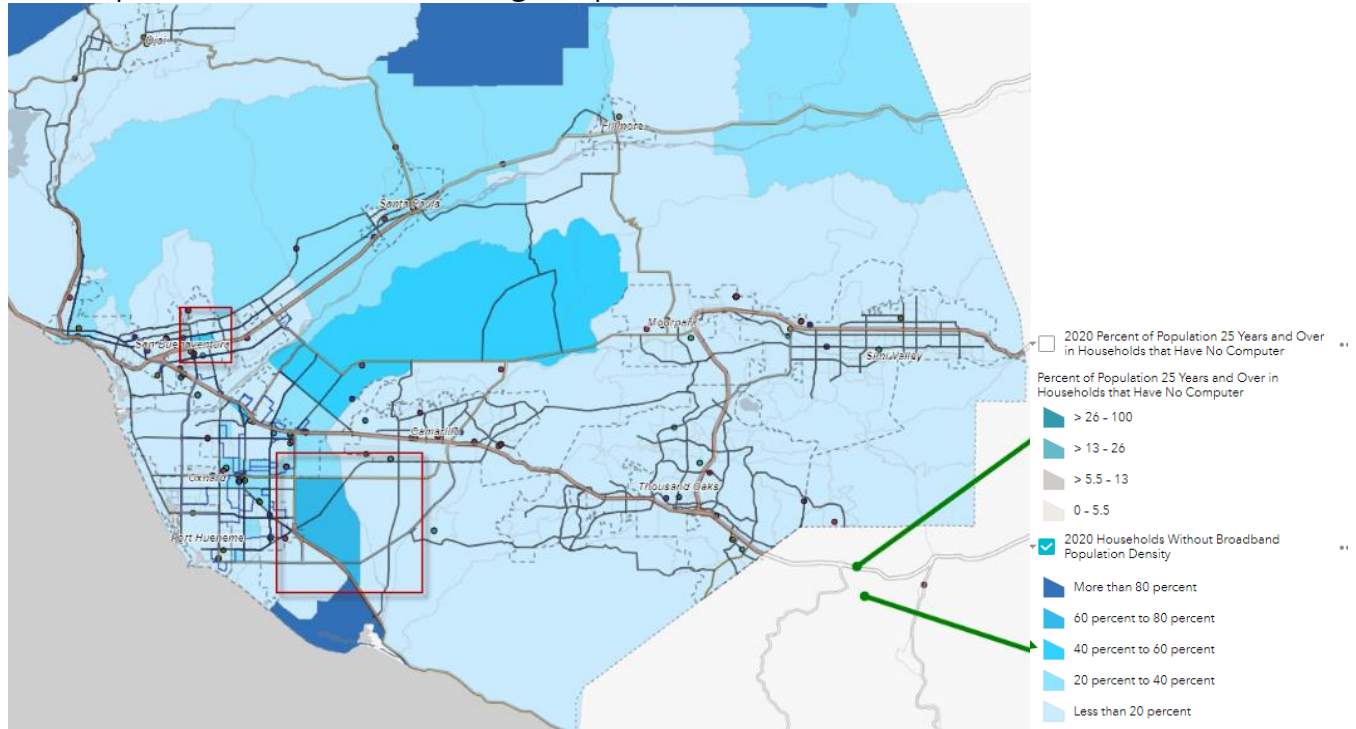 Ojai
Fillmore
Santa Paula
San Buenaventura
Moorpark
Simi Valley
Camarillo
Oxnard
Thousand Oaks
Port Hueneme
2020 Percent of Population 25 Years and Over
in Households that Have No Computer
Percent of Population 25 Years and Over in
Households that Have No Computer
> 26 - 100
> 13 - 26
> 5.5 - 13
0 - 5.5
2020 Households Without Broadband
Population Density
More than 80 percent
60 percent to 80 percent
40 percent to 60 percent
20 percent to 40 percent
Less than 20 percent